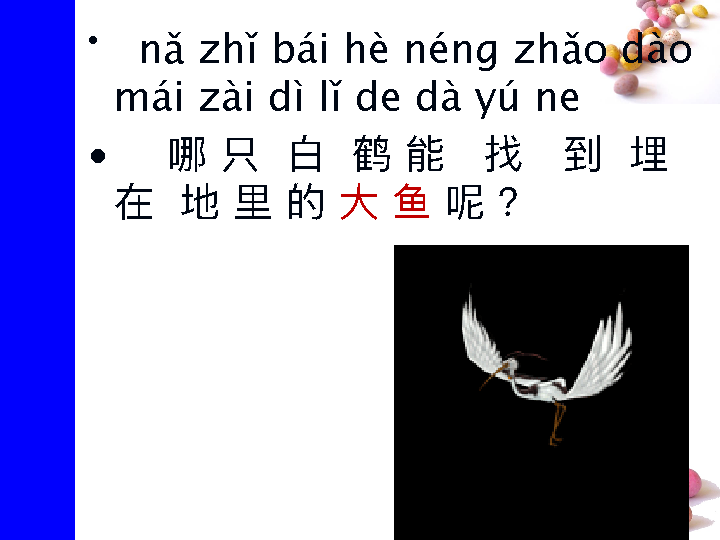 • nǎ zhǐ bái hè néng zhǎo dào
mái zài dì lǐ de dà yú ne
• 哪 只 白 鹤 能 找 到 埋
在 地 里 的 大 鱼 呢 ？